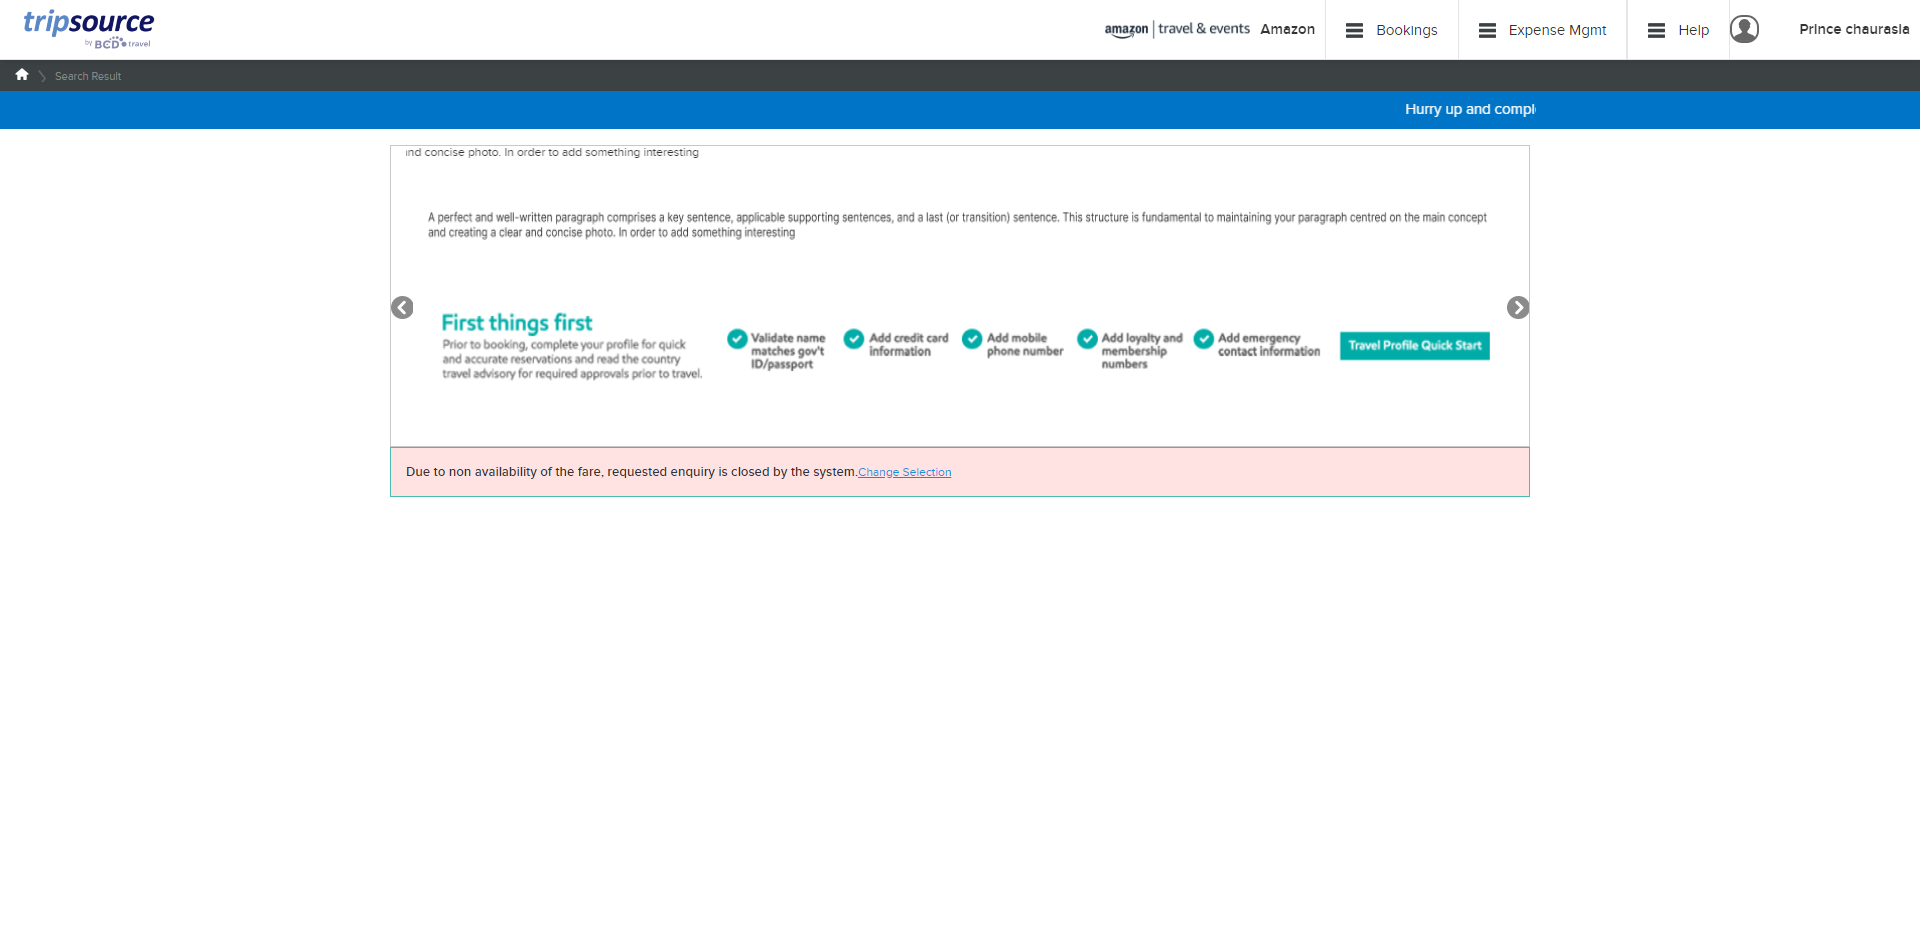 tripsource
by BCD travel
amazon | travel & events Amazon
Bookings
Expense Mgmt
Help
Prince chaurasia
Search Result
Hurry up and compl
and concise photo. In order to add something interesting
A perfect and well-written paragraph comprises a key sentence, applicable supporting sentences, and a last (or transition) sentence. This structure is fundamental to maintaining your paragraph centred on the main concept
and creating a clear and concise photo. In order to add something interesting
First things first
Prior to booking, complete your profile for quick
and accurate reservations and read the country
travel advisory for required approvals prior to travel.
Validate name
matches gov't
ID/passport
Add credit card
information
Add mobile
phone number
Add loyalty and
membership
numbers
Add emergency
contact information
Travel Profile Quick Start
Due to non availability of the fare, requested enquiry is closed by the system.Change Selection